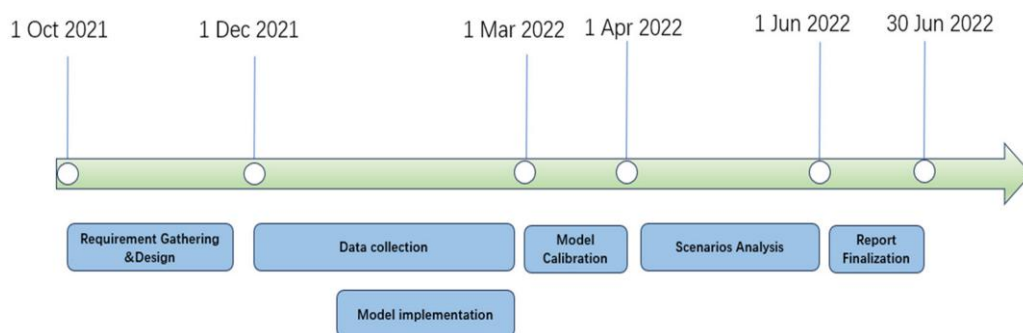 1 Oct 2021 1 Dec 2021 1 Mar 2022 1 Apr 2022 1 Jun 2022 30 Jun 2022
Requirement Gathering
&Design
Data collection
Model
Calibration
Scenarios Analysis
Report
Finalization
Model implementation